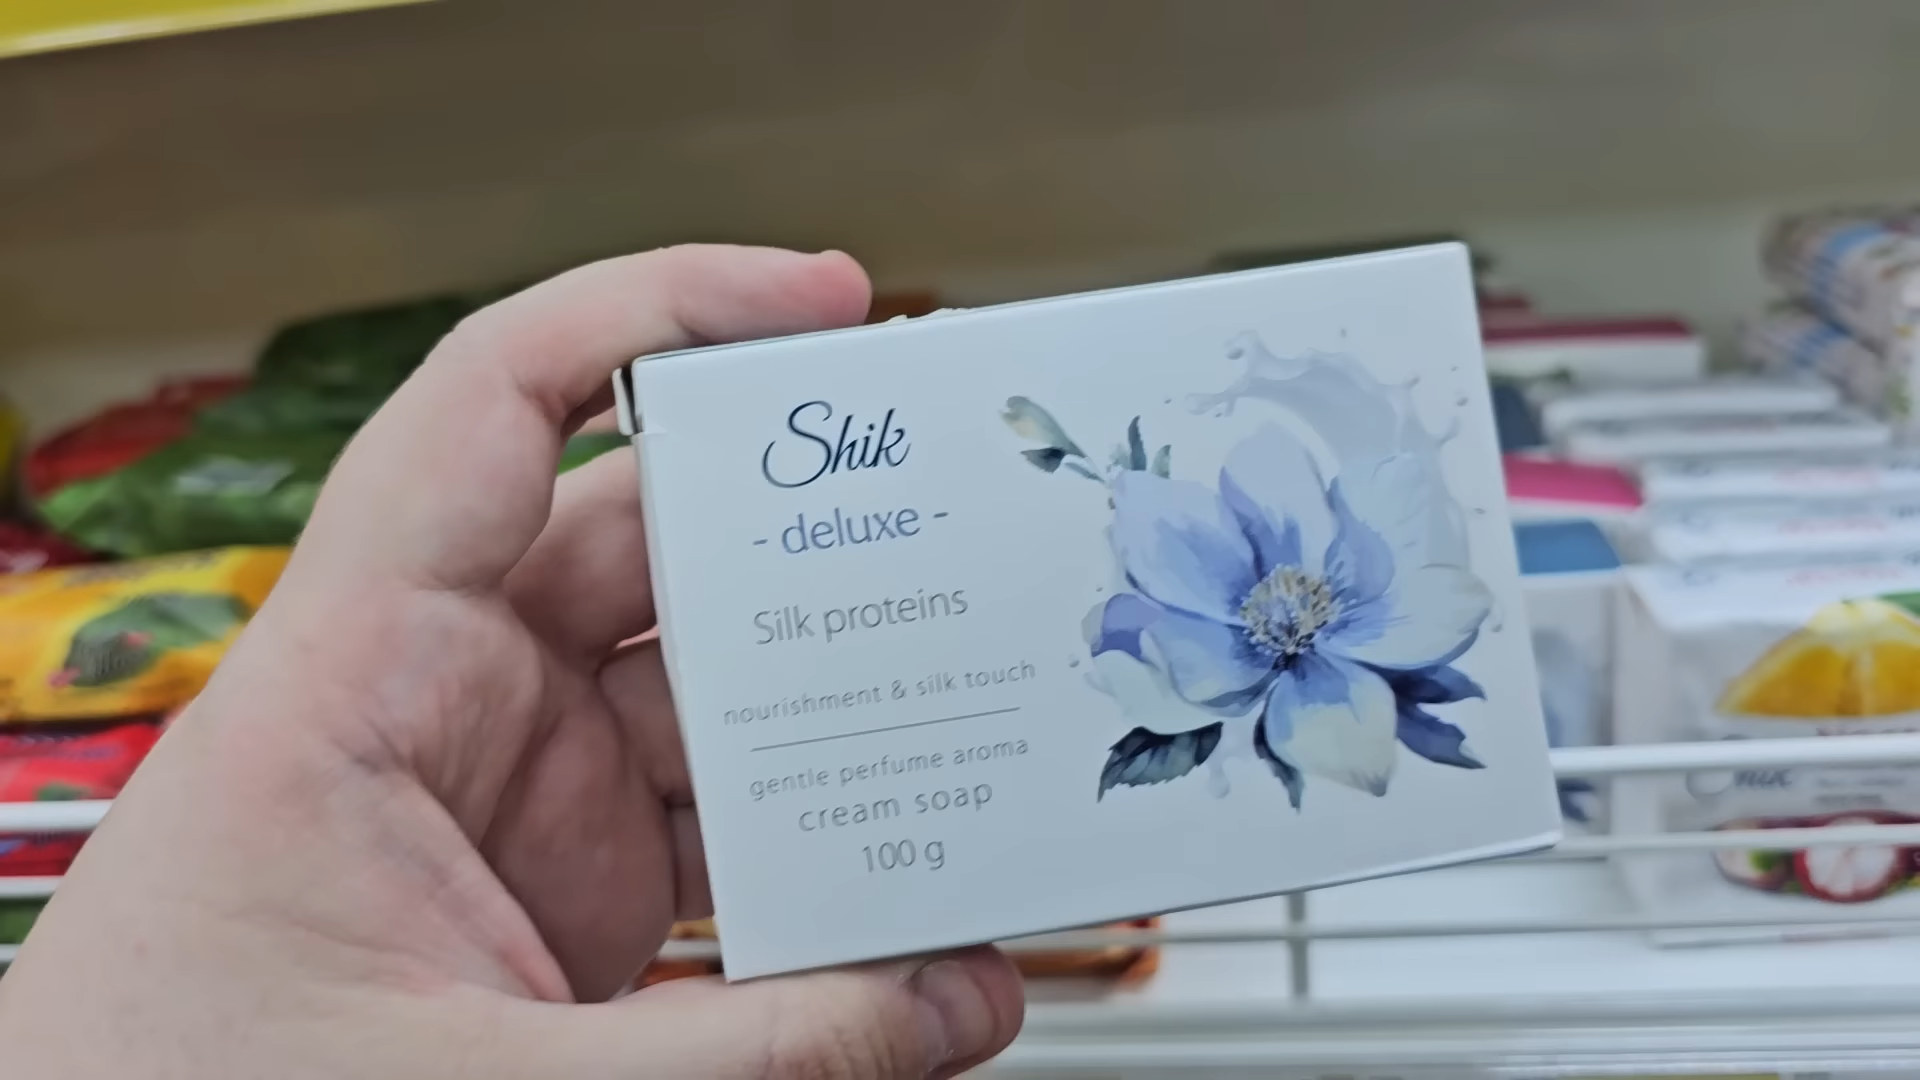 Shik
- deluxe -
Silk proteins
nourishment & silk touch
gentle perfume aroma
cream soap
100 g